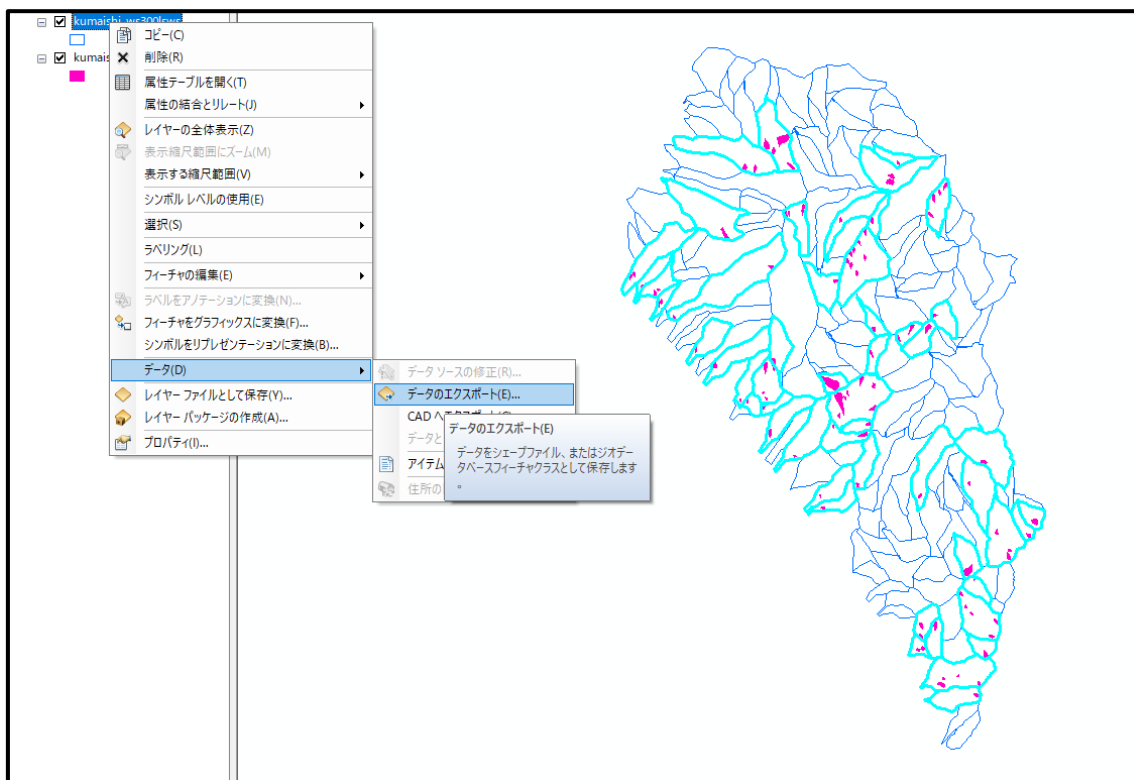 kumaishi_ws300lsws
kumais
コピー(C)
削除(R)
属性テーブルを開く(T)
属性の結合とリレート(J)
レイヤーの全体表示(Z)
表示縮尺範囲にズーム(M)
表示する縮尺範囲(V)
シンボル レベルの使用(E)
選択(S)
ラベリング(L)
フィーチャの編集(E)
ラベルをアノテーションに変換(N)...
フィーチャをグラフィックスに変換(F)...
シンボルをリプレゼンテーションに変換(B)...
データ(D)
レイヤー ファイルとして保存(Y)...
レイヤー パッケージの作成(A)...
プロパティ(I)...
データ ソースの修正(R)...
データのエクスポート(E)...
CAD へエクスポート(C)
データと
アイテム
住所の
データのエクスポート(E)
データをシェープファイル、またはジオデー
タベースフィーチャクラスとして保存します
。